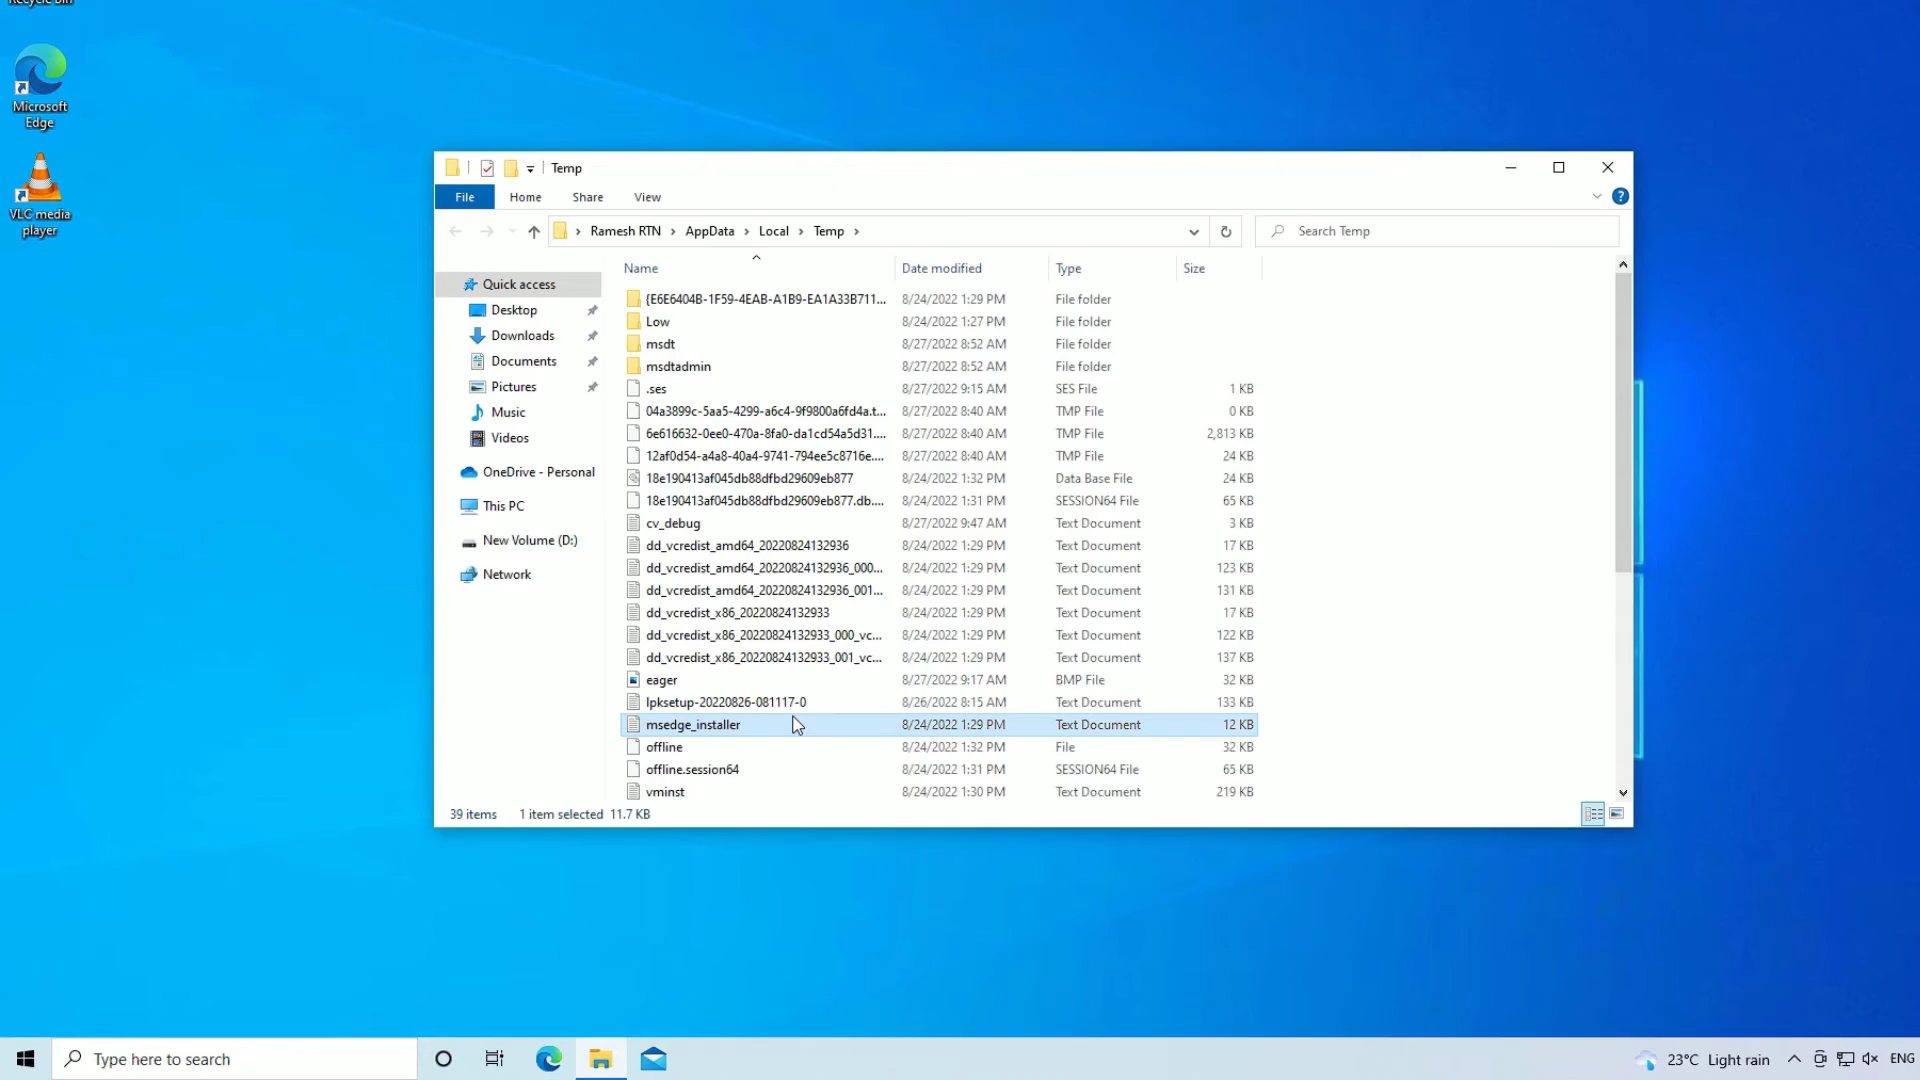 Recycle Bin
Microsoft
Edge
VLC media
player
Temp
File Home Share View
Ramesh RTN > AppData > Local > Temp >
Search Temp
Quick access
Desktop
Downloads
Documents
Pictures
Music
Videos
OneDrive - Personal
This PC
New Volume (D:)
Network
Name Date modified Type Size
{E6E6404B-1F59-4EAB-A1B9-EA1A33B711... 8/24/2022 1:29 PM File folder
Low 8/24/2022 1:27 PM File folder
msdt 8/27/2022 8:52 AM File folder
msdtadmin 8/27/2022 8:52 AM File folder
.ses 8/27/2022 9:15 AM SES File 1 KB
04a3899c-5aa5-4299-a6c4-9f9800a6fd4a.t... 8/27/2022 8:40 AM TMP File 0 KB
6e616632-0ee0-470a-8fa0-da1cd54a5d31.... 8/27/2022 8:40 AM TMP File 2,813 KB
12af0d54-a4a8-40a4-9741-794ee5c8716e.... 8/27/2022 8:40 AM TMP File 24 KB
18e190413af045db88dfbd29609eb877 8/24/2022 1:32 PM Data Base File 24 KB
18e190413af045db88dfbd29609eb877.db.... 8/24/2022 1:31 PM SESSION64 File 65 KB
cv_debug 8/27/2022 9:47 AM Text Document 3 KB
dd_vcredist_amd64_20220824132936 8/24/2022 1:29 PM Text Document 17 KB
dd_vcredist_amd64_20220824132936_000... 8/24/2022 1:29 PM Text Document 123 KB
dd_vcredist_amd64_20220824132936_001... 8/24/2022 1:29 PM Text Document 131 KB
dd_vcredist_x86_20220824132933 8/24/2022 1:29 PM Text Document 17 KB
dd_vcredist_x86_20220824132933_000_vc... 8/24/2022 1:29 PM Text Document 122 KB
dd_vcredist_x86_20220824132933_001_vc... 8/24/2022 1:29 PM Text Document 137 KB
eager 8/27/2022 9:17 AM BMP File 32 KB
lpksetup-20220826-081117-0 8/26/2022 8:15 AM Text Document 133 KB
msedge_installer 8/24/2022 1:29 PM Text Document 12 KB
offline 8/24/2022 1:32 PM File 32 KB
offline.session64 8/24/2022 1:31 PM SESSION64 File 65 KB
vminst 8/24/2022 1:30 PM Text Document 219 KB
39 items 1 item selected 11.7 KB
Type here to search
23°C Light rain ENG